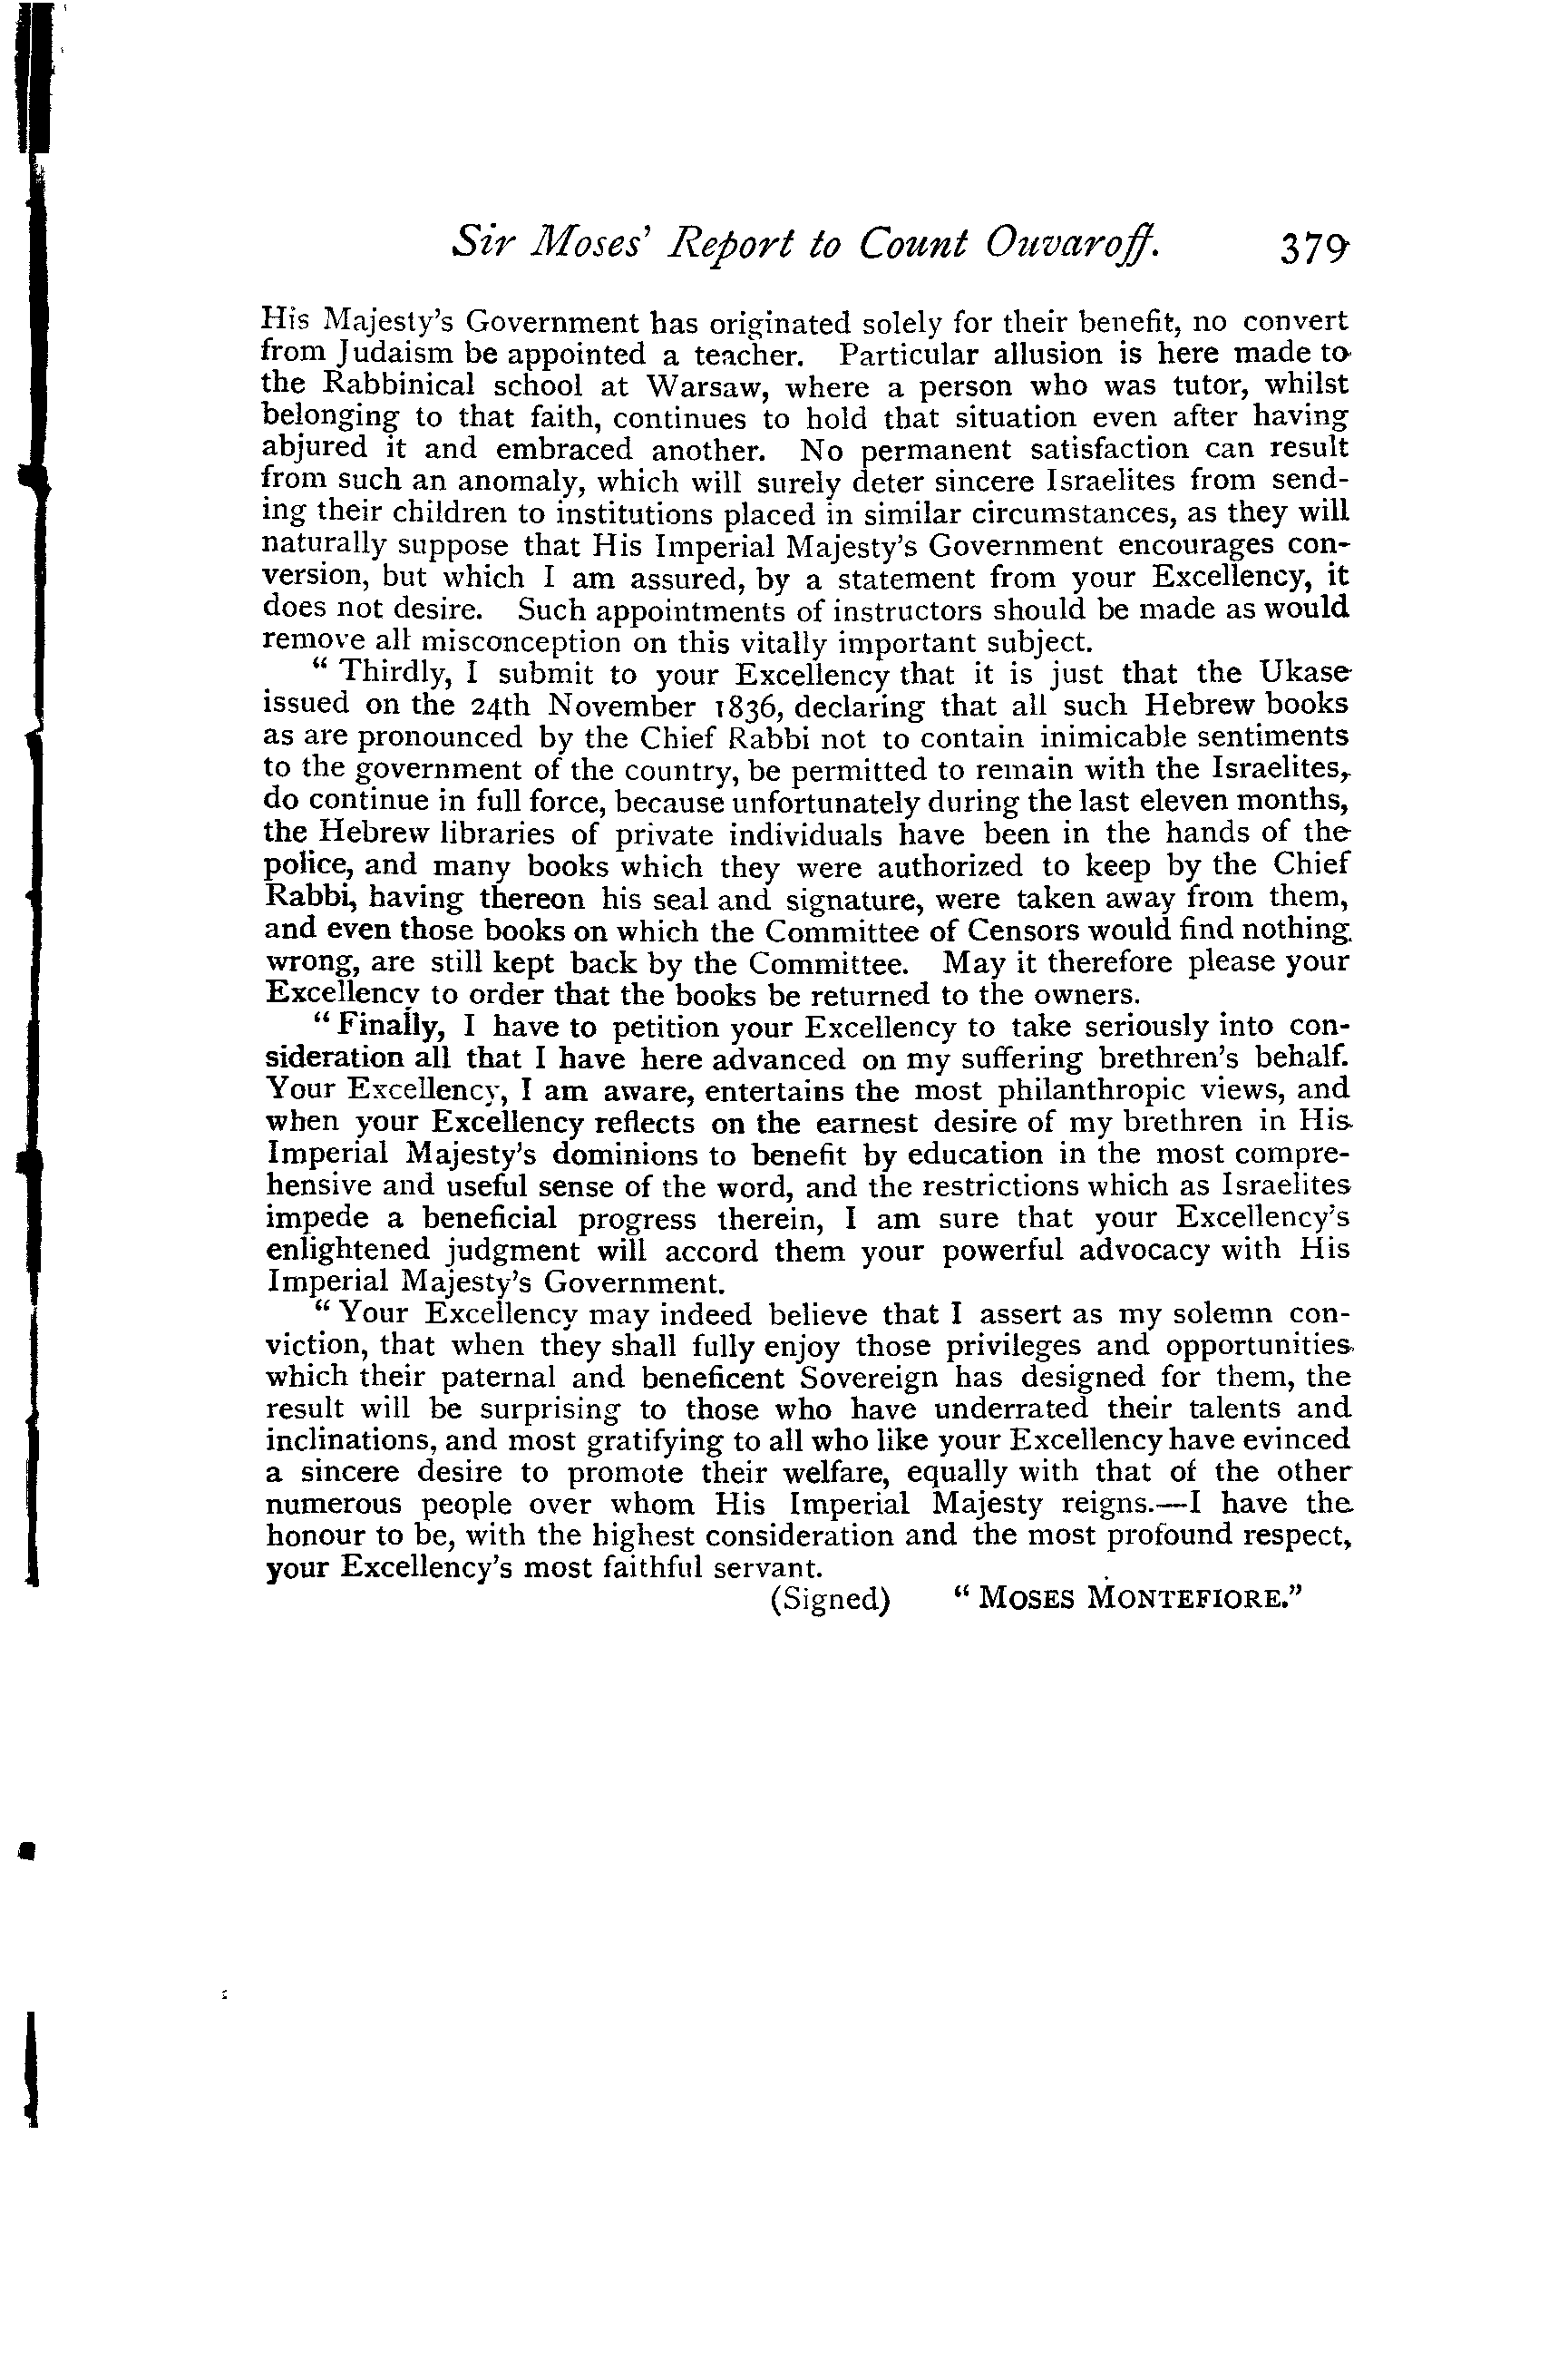 Sir Moses' Report to Count Ouvaroff. 379
His Majesty's Government has originated solely for their benefit, no convert
from Judaism be appointed a teacher. Particular allusion is here made to
the Rabbinical school at Warsaw, where a person who was tutor, whilst
belonging to that faith, continues to hold that situation even after having
abjured it and embraced another. No permanent satisfaction can result
from such an anomaly, which will surely deter sincere Israelites from send-
ing their children to institutions placed in similar circumstances, as they will
naturally suppose that His Imperial Majesty's Government encourages con-
version, but which I am assured, by a statement from your Excellency, it
does not desire. Such appointments of instructors should be made as would
remove all misconception on this vitally important subject.
" Thirdly, I submit to your Excellency that it is just that the Ukase
issued on the 24th November 1836, declaring that all such Hebrew books
as are pronounced by the Chief Rabbi not to contain inimicable sentiments
to the government of the country, be permitted to remain with the Israelites,
do continue in full force, because unfortunately during the last eleven months,
the Hebrew libraries of private individuals have been in the hands of the
police, and many books which they were authorized to keep by the Chief
Rabbi, having thereon his seal and signature, were taken away from them,
and even those books on which the Committee of Censors would find nothing
wrong, are still kept back by the Committee. May it therefore please your
Excellency to order that the books be returned to the owners.
" Finally, I have to petition your Excellency to take seriously into con-
sideration all that I have here advanced on my suffering brethren's behalf.
Your Excellency, I am aware, entertains the most philanthropic views, and
when your Excellency reflects on the earnest desire of my brethren in His
Imperial Majesty's dominions to benefit by education in the most compre-
hensive and useful sense of the word, and the restrictions which as Israelites
impede a beneficial progress therein, I am sure that your Excellency's
enlightened judgment will accord them your powerful advocacy with His
Imperial Majesty's Government.
" Your Excellency may indeed believe that I assert as my solemn con-
viction, that when they shall fully enjoy those privileges and opportunities
which their paternal and beneficent Sovereign has designed for them, the
result will be surprising to those who have underrated their talents and
inclinations, and most gratifying to all who like your Excellency have evinced
a sincere desire to promote their welfare, equally with that of the other
numerous people over whom His Imperial Majesty reigns.—I have the
honour to be, with the highest consideration and the most profound respect,
your Excellency's most faithful servant.
(Signed) " MOSES MONTEFIORE."